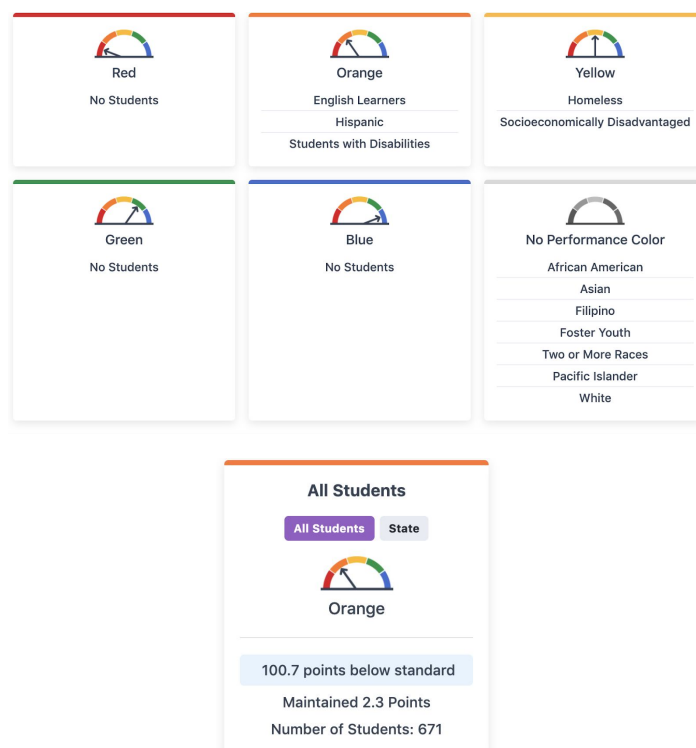 Red
No Students
Orange
English Learners
Hispanic
Students with Disabilities
Yellow
Homeless
Socioeconomically Disadvantaged
Green
No Students
Blue
No Students
No Performance Color
African American
Asian
Filipino
Foster Youth
Two or More Races
Pacific Islander
White
All Students
All Students State
Orange
100.7 points below standard
Maintained 2.3 Points
Number of Students: 671